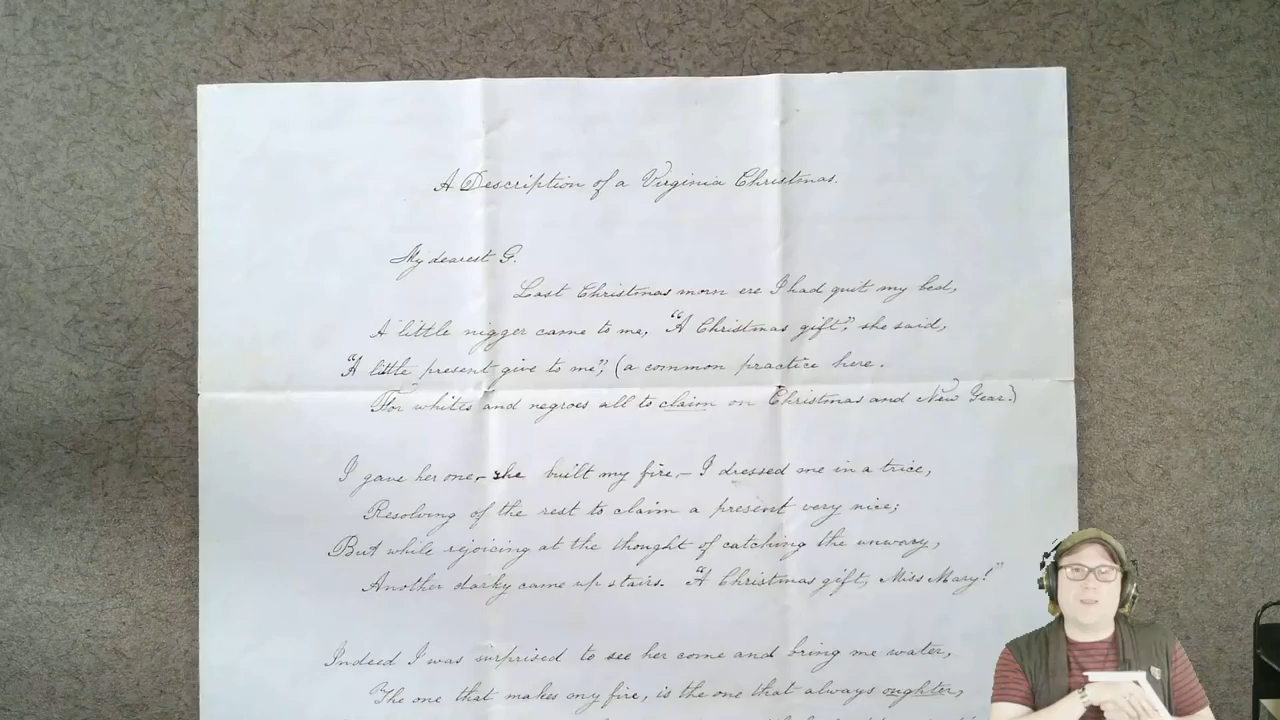 A Description of a Virginia Christmas.
My dearest G.
Last Christmas morn ere I had quit my bed,
A little nigger came to me, "A Christmas gift," she said,
"A little present give to me"; (a common practice here.
For whites and negroes all to claim on Christmas and New Year.)
I gave her one,- she built my fire,- I dressed me in a trice,
Resolving of the rest to claim a present very nice;
But while rejoicing at the thought of catching the unwary,
Another darky came up stairs. "A Christmas gift, Miss Mary!"
Indeed I was surprised to see her come and bring me water,
The one that makes my fire, is the one that always oughter,